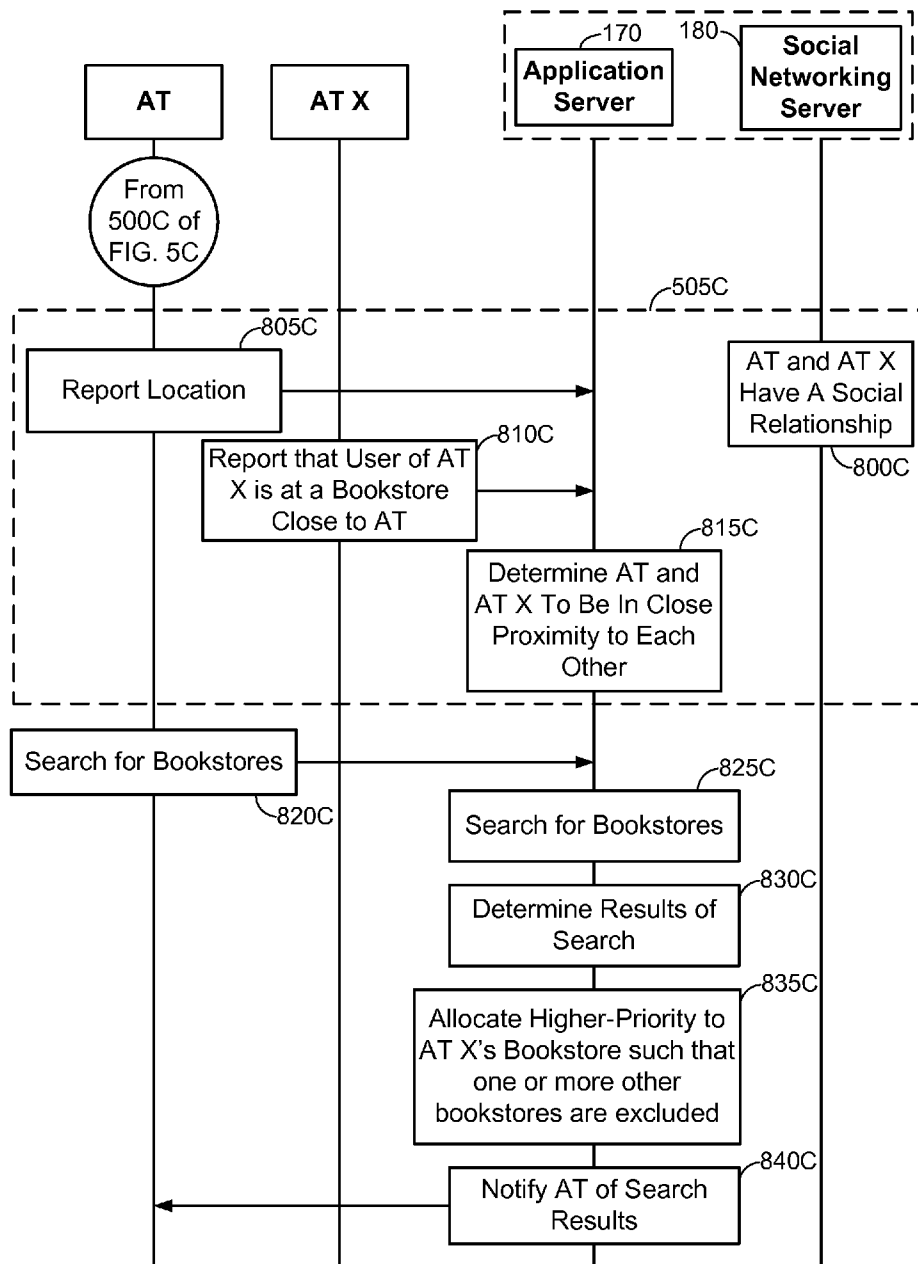 170
180
Application
Server
Social
Networking
Server
AT
AT X
From
500C of
FIG. 5C
505C
805C
Report Location
AT and AT X
Have A Social
Relationship
800C
810C
Report that User of AT
X is at a Bookstore
Close to AT
815C
Determine AT and
AT X To Be In Close
Proximity to Each
Other
Search for Bookstores
820C
825C
Search for Bookstores
830C
Determine Results of
Search
835C
Allocate Higher-Priority to
AT X's Bookstore such that
one or more other
bookstores are excluded
840C
Notify AT of Search
Results